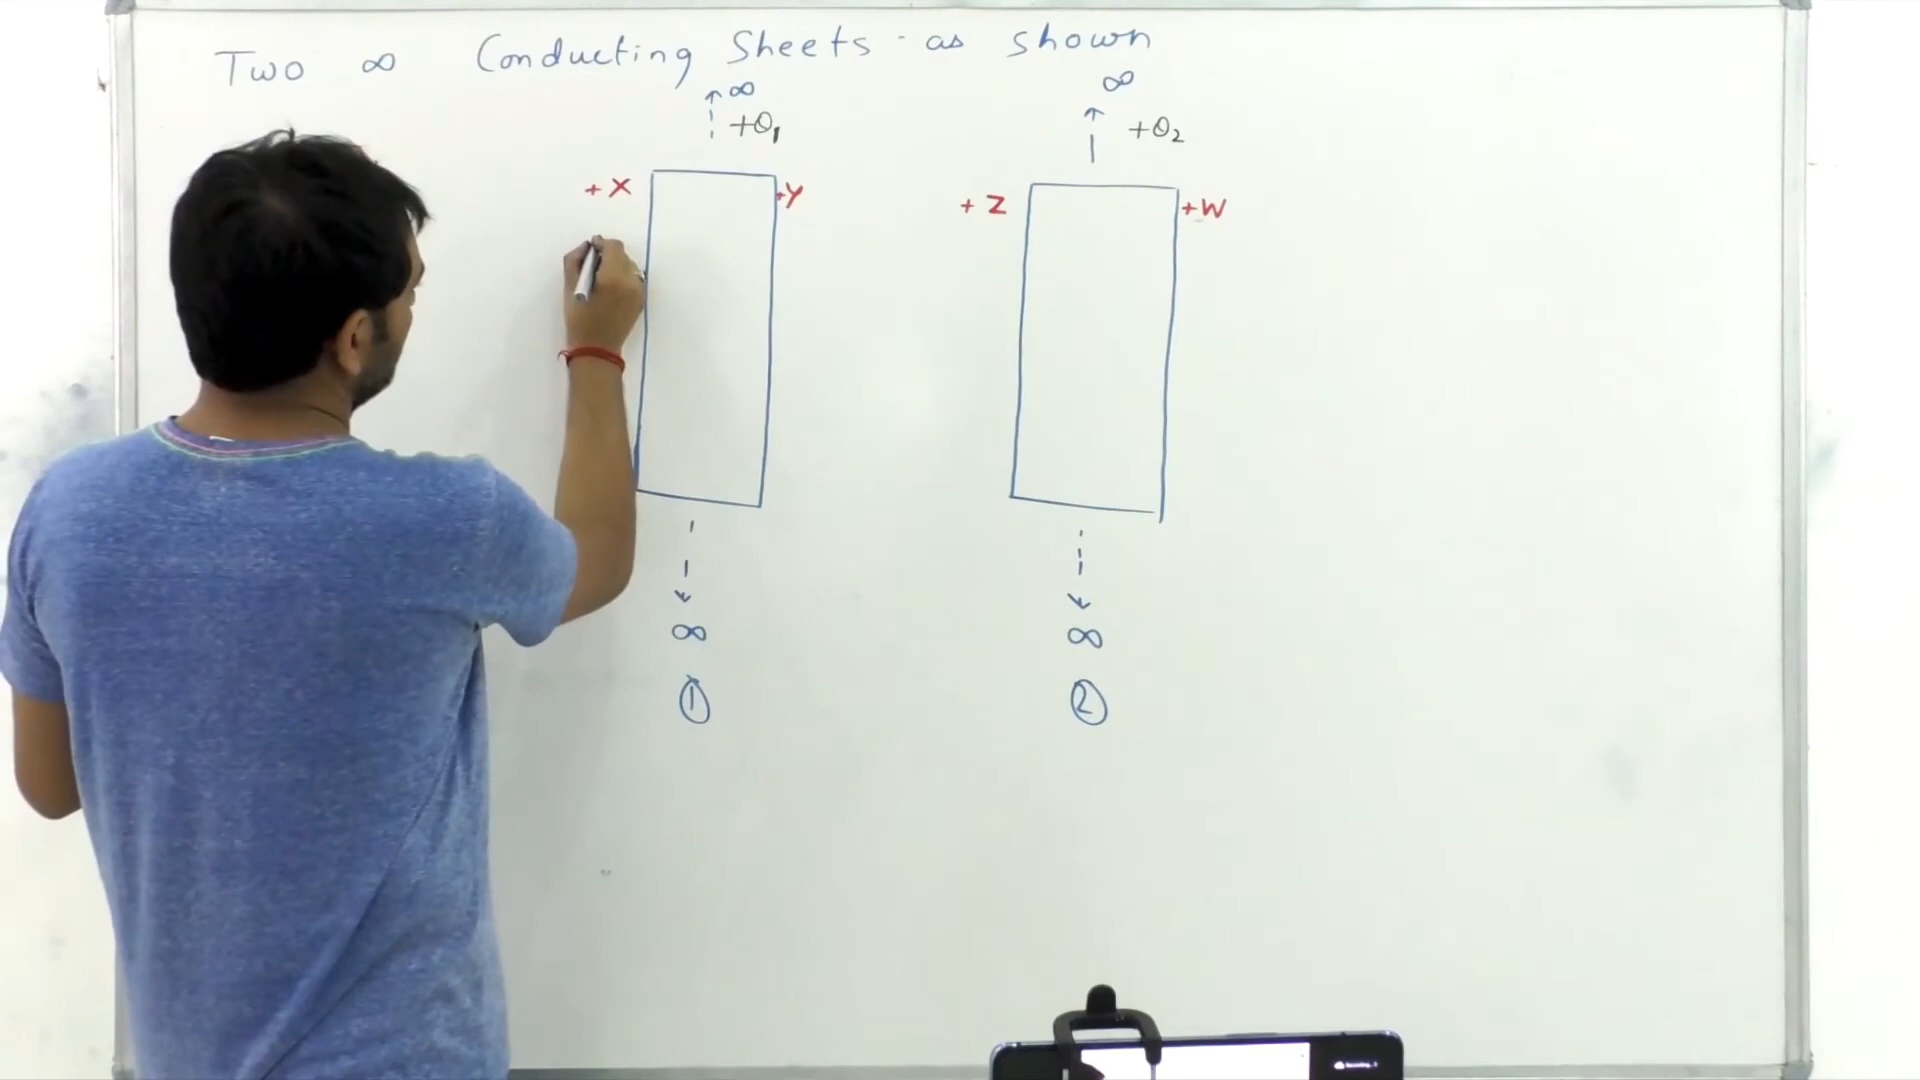 Two ∞ Conducting Sheets as shown
∞ ∞
+Q1 +Q2
+X +Y +Z +W
∞ ∞
1 2